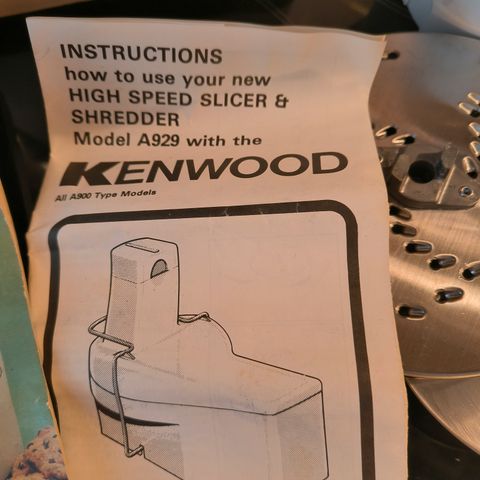 INSTRUCTIONS
how to use your new
HIGH SPEED SLICER &
SHREDDER
Model A929 with the
KENWOOD
All A900 Type Models